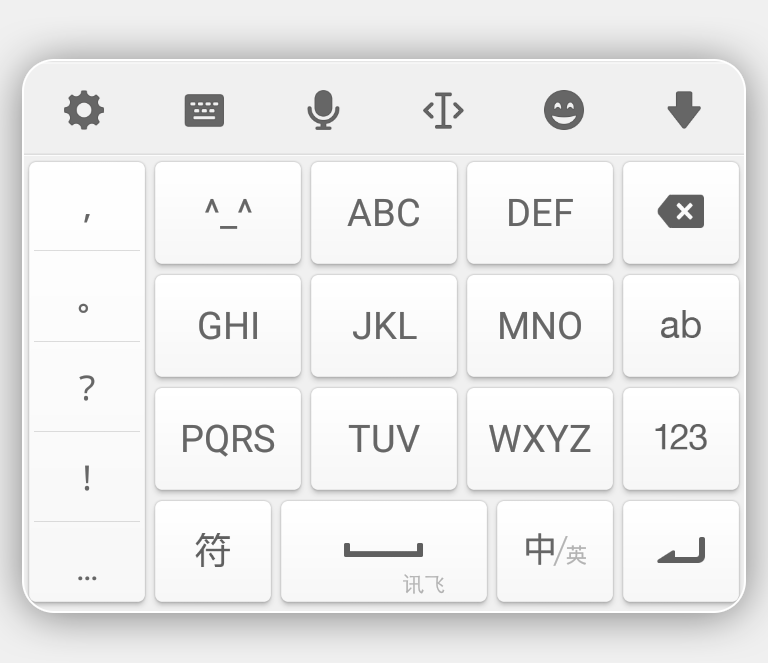 ,
^_^
ABC
DEF
。
GHI
JKL
MNO
ab
?
PQRS
TUV
WXYZ
123
!
符
讯飞
中/英
…